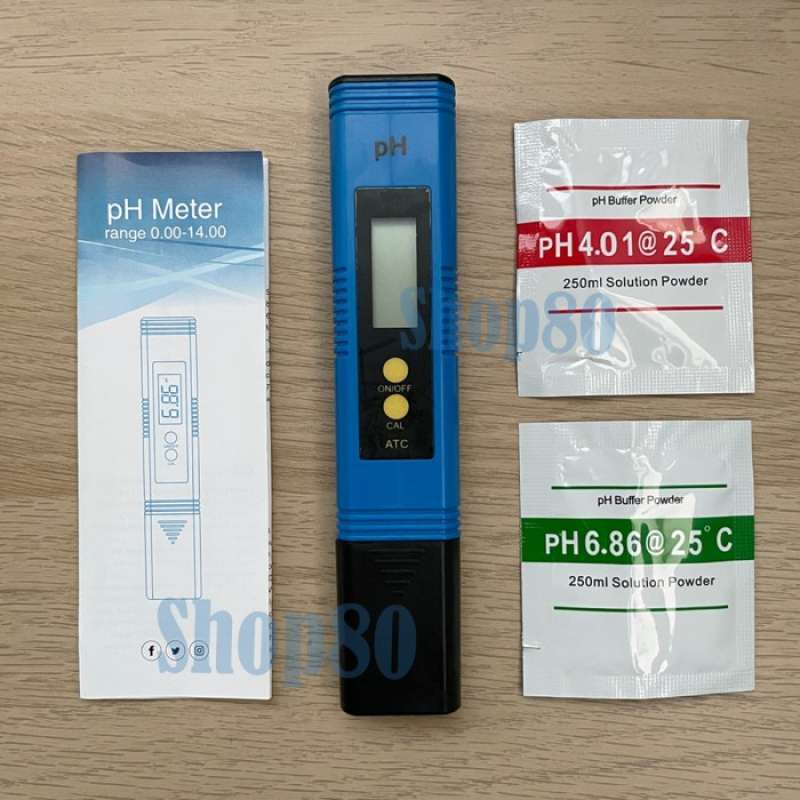 pH Meter
range 0.00-14.00
6.86
Shop80
pH
ON/OFF
CAL
ATC
Shop80
pH Buffer Powder
PH 4.01@ 25°C
250ml Solution Powder
pH Buffer Powder
PH 6.86@ 25°C
250ml Solution Powder